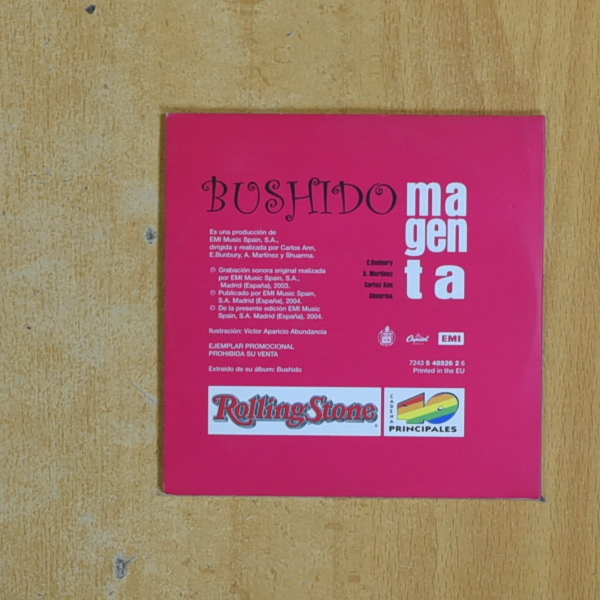 BUSHIDO
ma
gen
ta
Es una producción de
EMI Music Spain, S.A.,
dirigida y realizada por Carlos Ann,
E.Bunbury, A. Martínez y Shuarma.
E.Bunbury
A. Martínez
Carlos Ann
Shuarma
℗ Grabación sonora original realizada
por EMI Music Spain, S.A.,
Madrid (España), 2003.
℗ Publicado por EMI Music Spain,
S.A. Madrid (España), 2004.
© De la presente edición EMI Music
Spain, S.A. Madrid (España), 2004.
Ilustración: Victor Aparicio Abundancia
EJEMPLAR PROMOCIONAL
PROHIBIDA SU VENTA
Extraido de su álbum: Bushido
Capitol
EMI
7243 5 48526 2 6
Printed in the EU
Rolling Stone
CADENA
40
PRINCIPALES